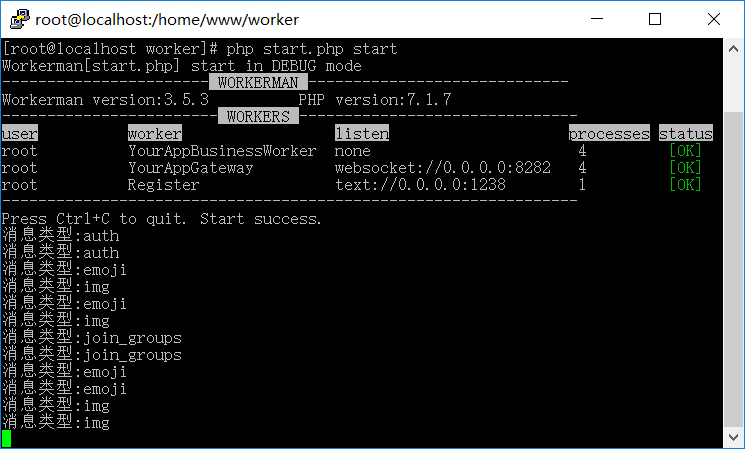 root@localhost:/home/www/worker
[root@localhost worker]# php start.php start
Workerman[start.php] start in DEBUG mode
----------------------- WORKERMAN -----------------------------
Workerman version:3.5.3          PHP version:7.1.7
------------------------ WORKERS -------------------------------
user          worker                 listen                    processes status
root          YourAppBusinessWorker  none                       4         [OK]
root          YourAppGateway         websocket://0.0.0.0:8282   4         [OK]
root          Register               text://0.0.0.0:1238        1         [OK]
----------------------------------------------------------------
Press Ctrl+C to quit. Start success.
消息类型:auth
消息类型:auth
消息类型:emoji
消息类型:img
消息类型:emoji
消息类型:img
消息类型:join_groups
消息类型:join_groups
消息类型:emoji
消息类型:emoji
消息类型:img
消息类型:img